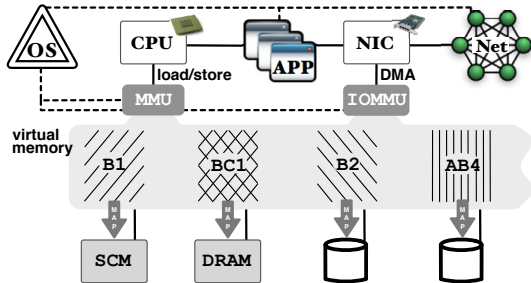 OS
CPU
APP
NIC
Net
load/store
DMA
MMU
IOMMU
virtual
memory
B1
BC1
B2
AB4
MAP
MAP
MAP
MAP
SCM
DRAM